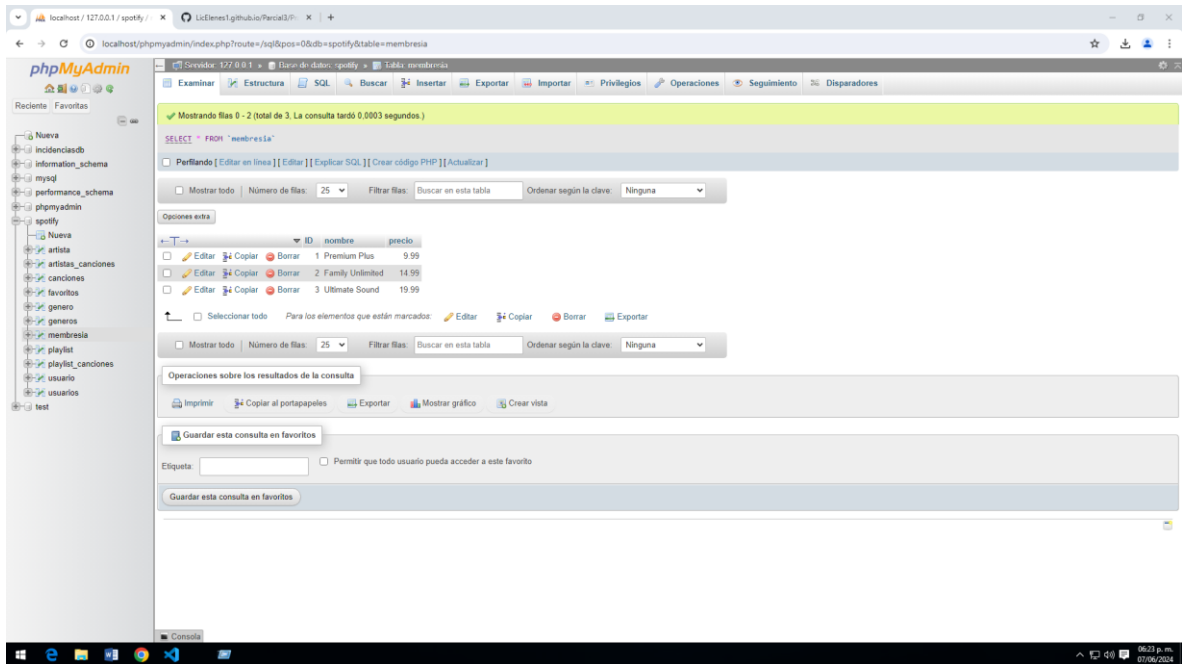 localhost / 127.0.0.1 / spotify /
LicElenes1.github.io/Parcial3/Pr
localhost/phpmyadmin/index.php?route=/sql&pos=0&db=spotify&table=membresia
phpMyAdmin
Reciente Favoritas
Nueva
incidenciasdb
information_schema
mysql
performance_schema
phpmyadmin
spotify
Nueva
artista
artistas_canciones
canciones
favoritos
genero
generos
membresia
playlist
playlist_canciones
usuario
usuarios
test
Servidor: 127.0.0.1 » Base de datos: spotify » Tabla: membresia
Examinar Estructura SQL Buscar Insertar Exportar Importar Privilegios Operaciones Seguimiento Disparadores
Mostrando filas 0 - 2 (total de 3, La consulta tardó 0,0003 segundos.)
SELECT * FROM `membresia`
Perfilando [ Editar en línea ] [ Editar ] [ Explicar SQL ] [ Crear código PHP ] [ Actualizar ]
Mostrar todo Número de filas: 25 Filtrar filas: Buscar en esta tabla Ordenar según la clave: Ninguna
Opciones extra
←T→ ID nombre precio
Editar Copiar Borrar 1 Premium Plus 9.99
Editar Copiar Borrar 2 Family Unlimited 14.99
Editar Copiar Borrar 3 Ultimate Sound 19.99
Seleccionar todo Para los elementos que están marcados: Editar Copiar Borrar Exportar
Mostrar todo Número de filas: 25 Filtrar filas: Buscar en esta tabla Ordenar según la clave: Ninguna
Operaciones sobre los resultados de la consulta
Imprimir Copiar al portapapeles Exportar Mostrar gráfico Crear vista
Guardar esta consulta en favoritos
Etiqueta: Permitir que todo usuario pueda acceder a este favorito
Guardar esta consulta en favoritos
Consola
06:23 p. m.
07/06/2024